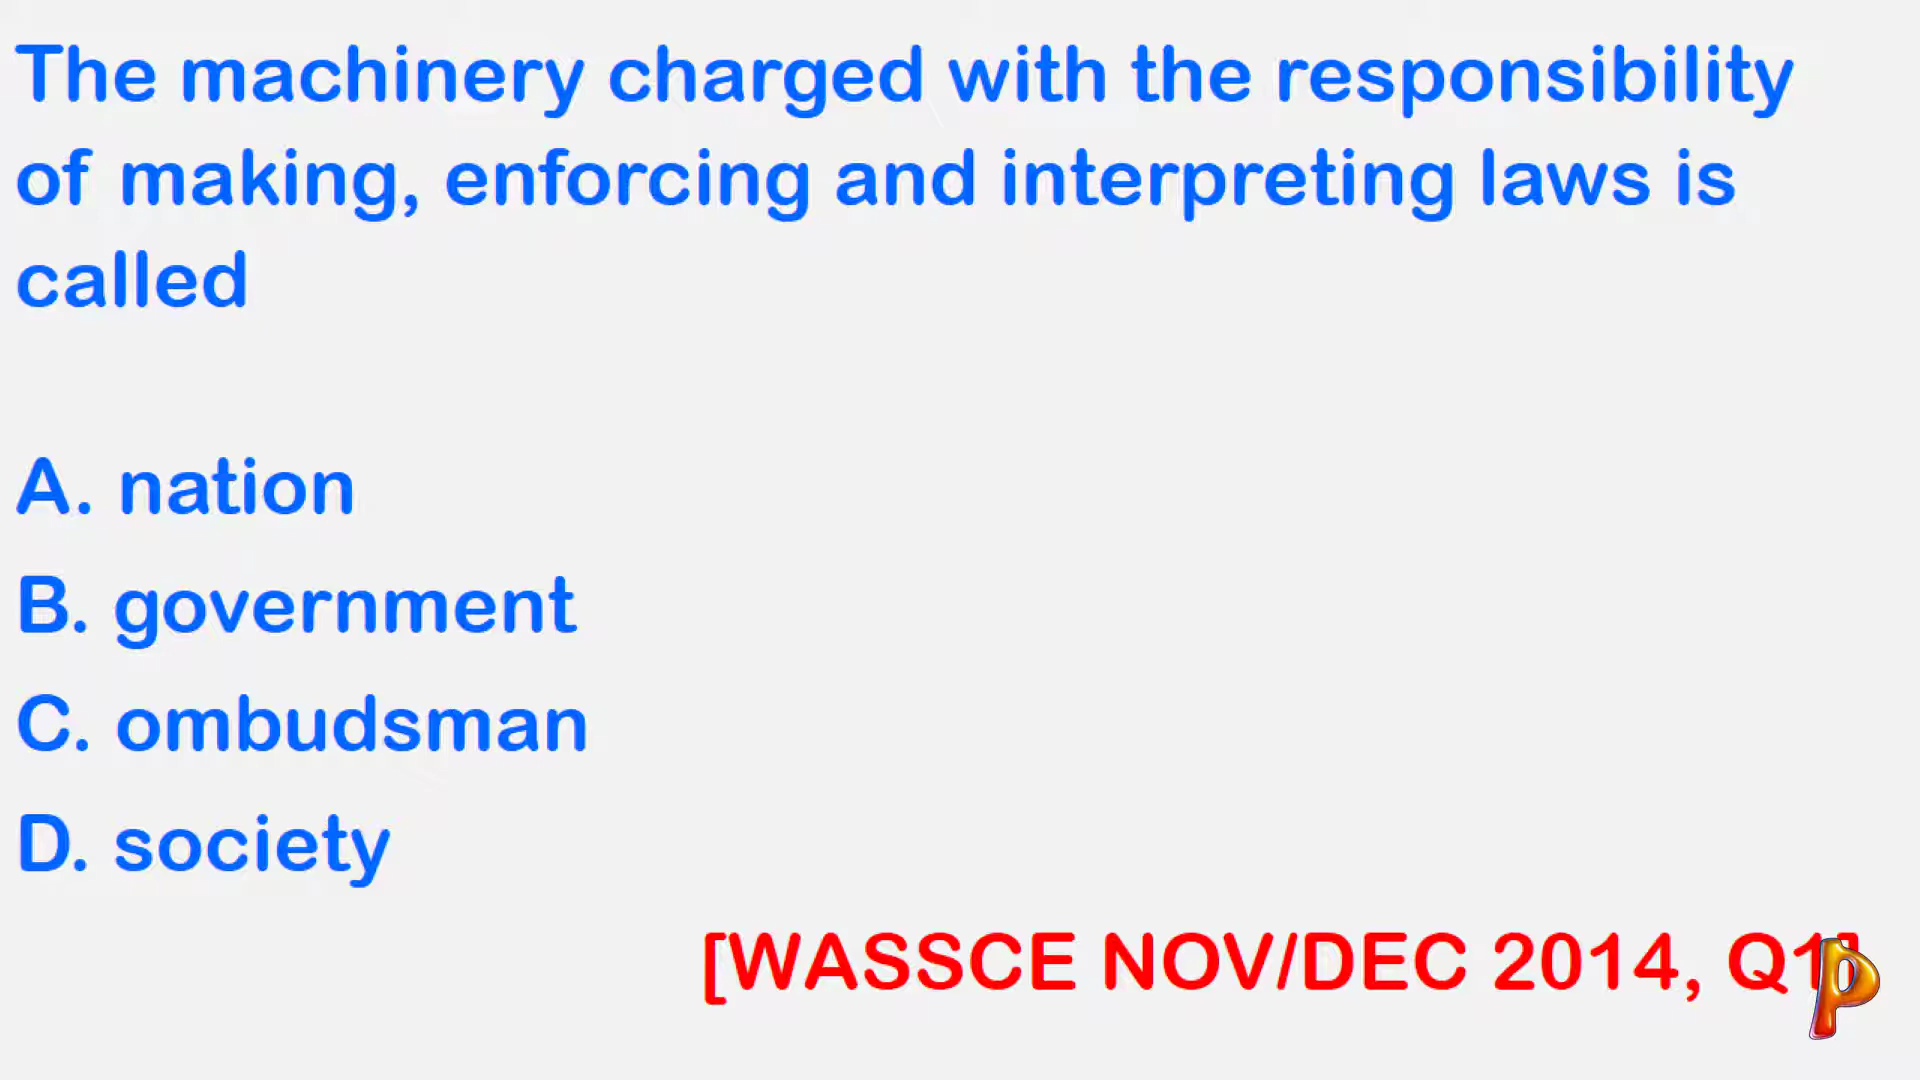 The machinery charged with the responsibility
of making, enforcing and interpreting laws is
called
A. nation
B. government
C. ombudsman
D. society
[WASSCE NOV/DEC 2014, Q1]
P